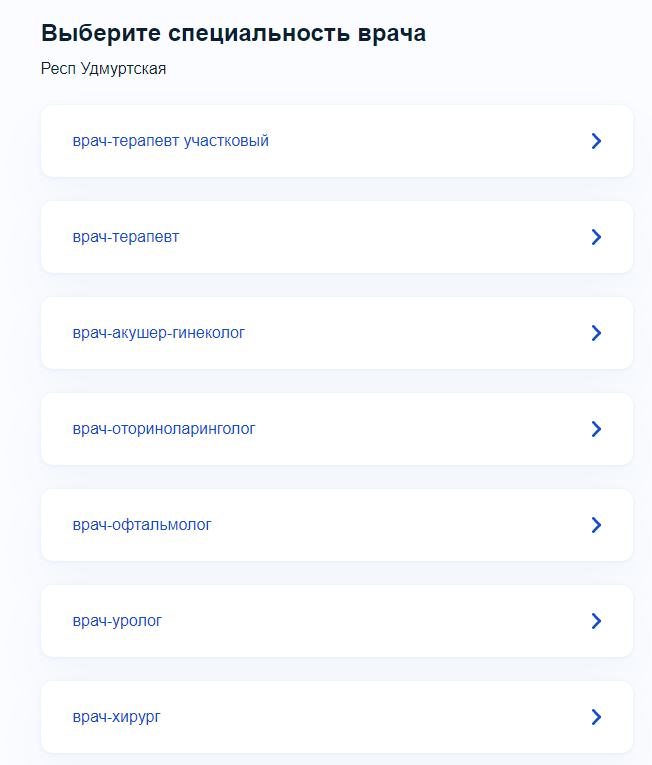 Выберите специальность врача
Респ Удмуртская
врач-терапевт участковый
врач-терапевт
врач-акушер-гинеколог
врач-оториноларинголог
врач-офтальмолог
врач-уролог
врач-хирург